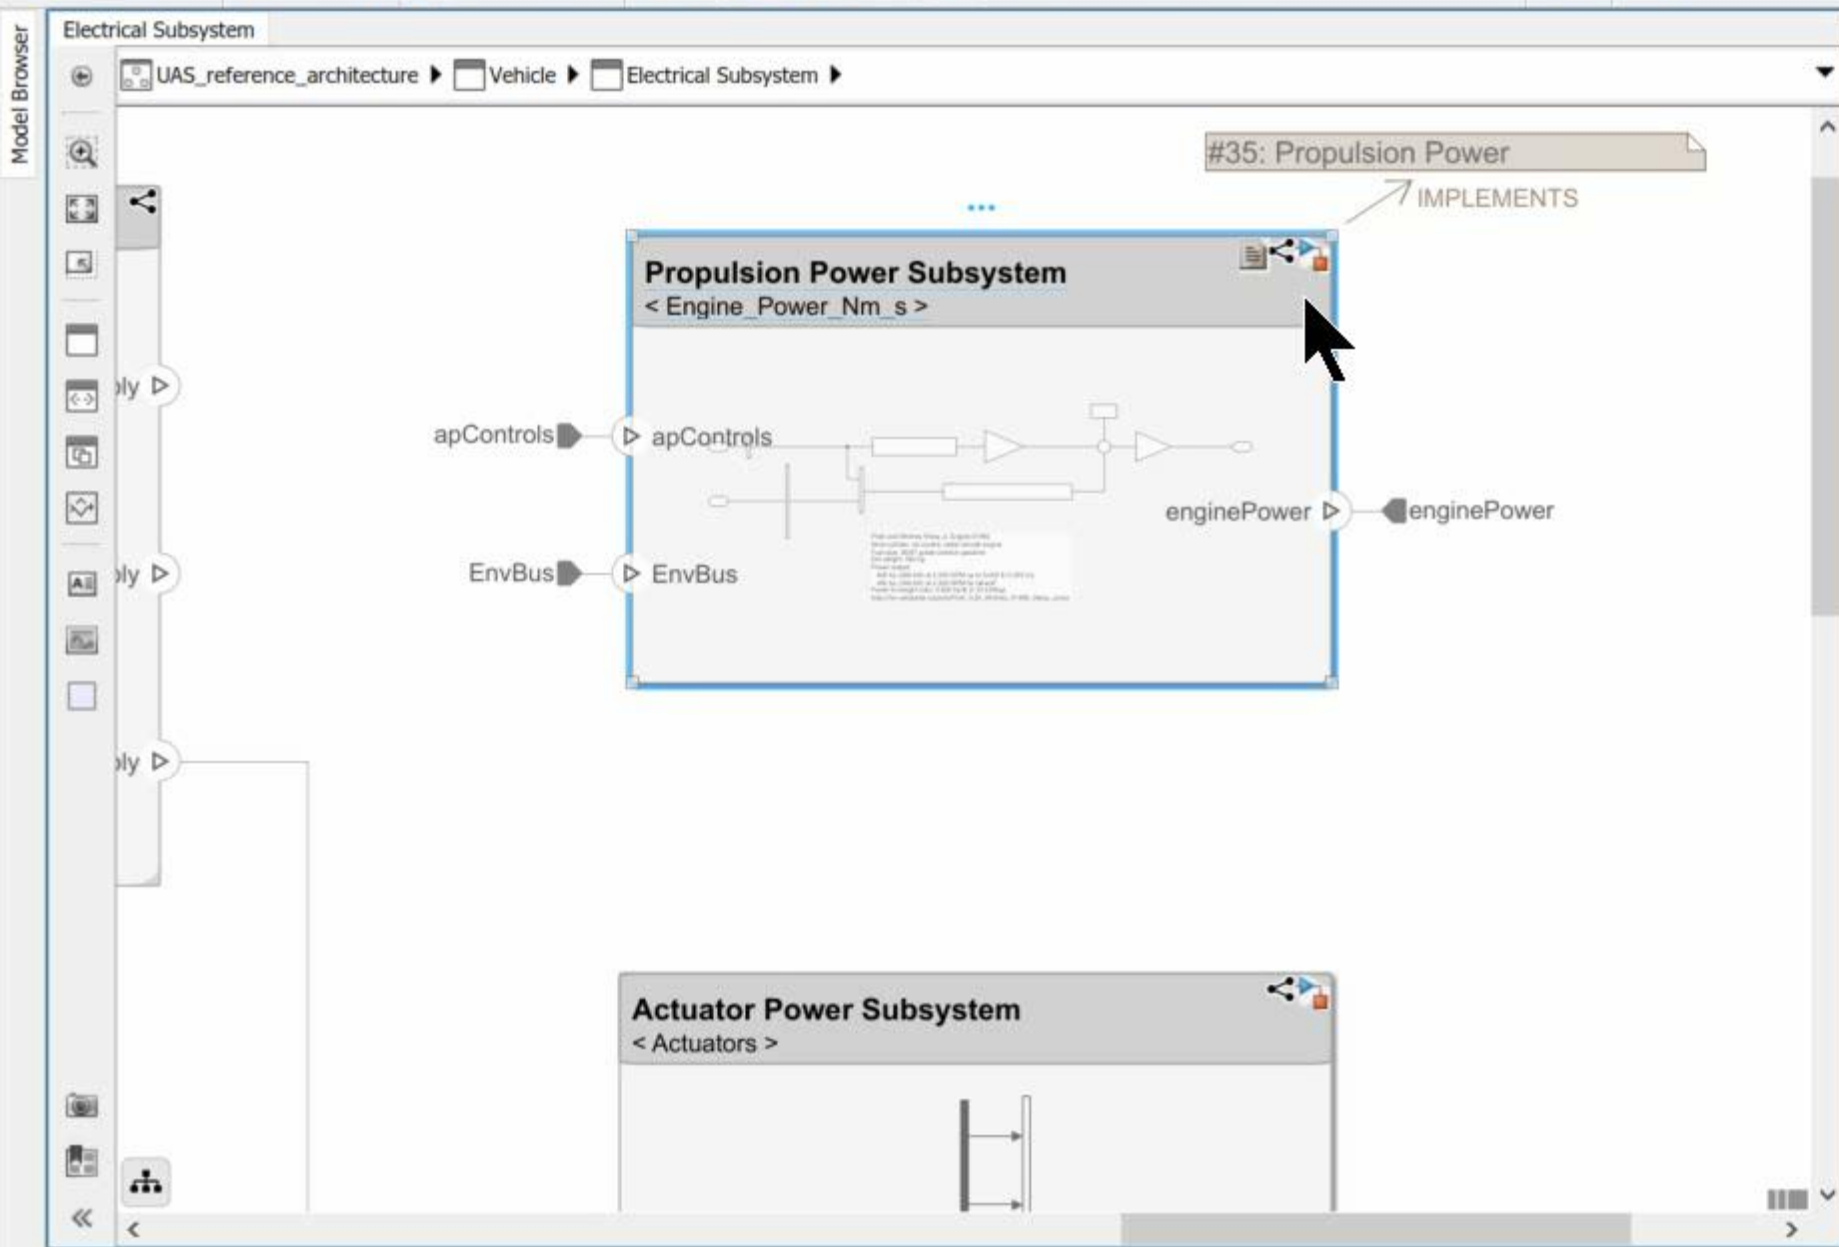 Model Browser
Electrical Subsystem
UAS_reference_architecture Vehicle Electrical Subsystem
#35: Propulsion Power
IMPLEMENTS
Propulsion Power Subsystem
< Engine_Power_Nm_s >
ply
apControls apControls
enginePower enginePower
EnvBus EnvBus
ply
ply
Actuator Power Subsystem
< Actuators >